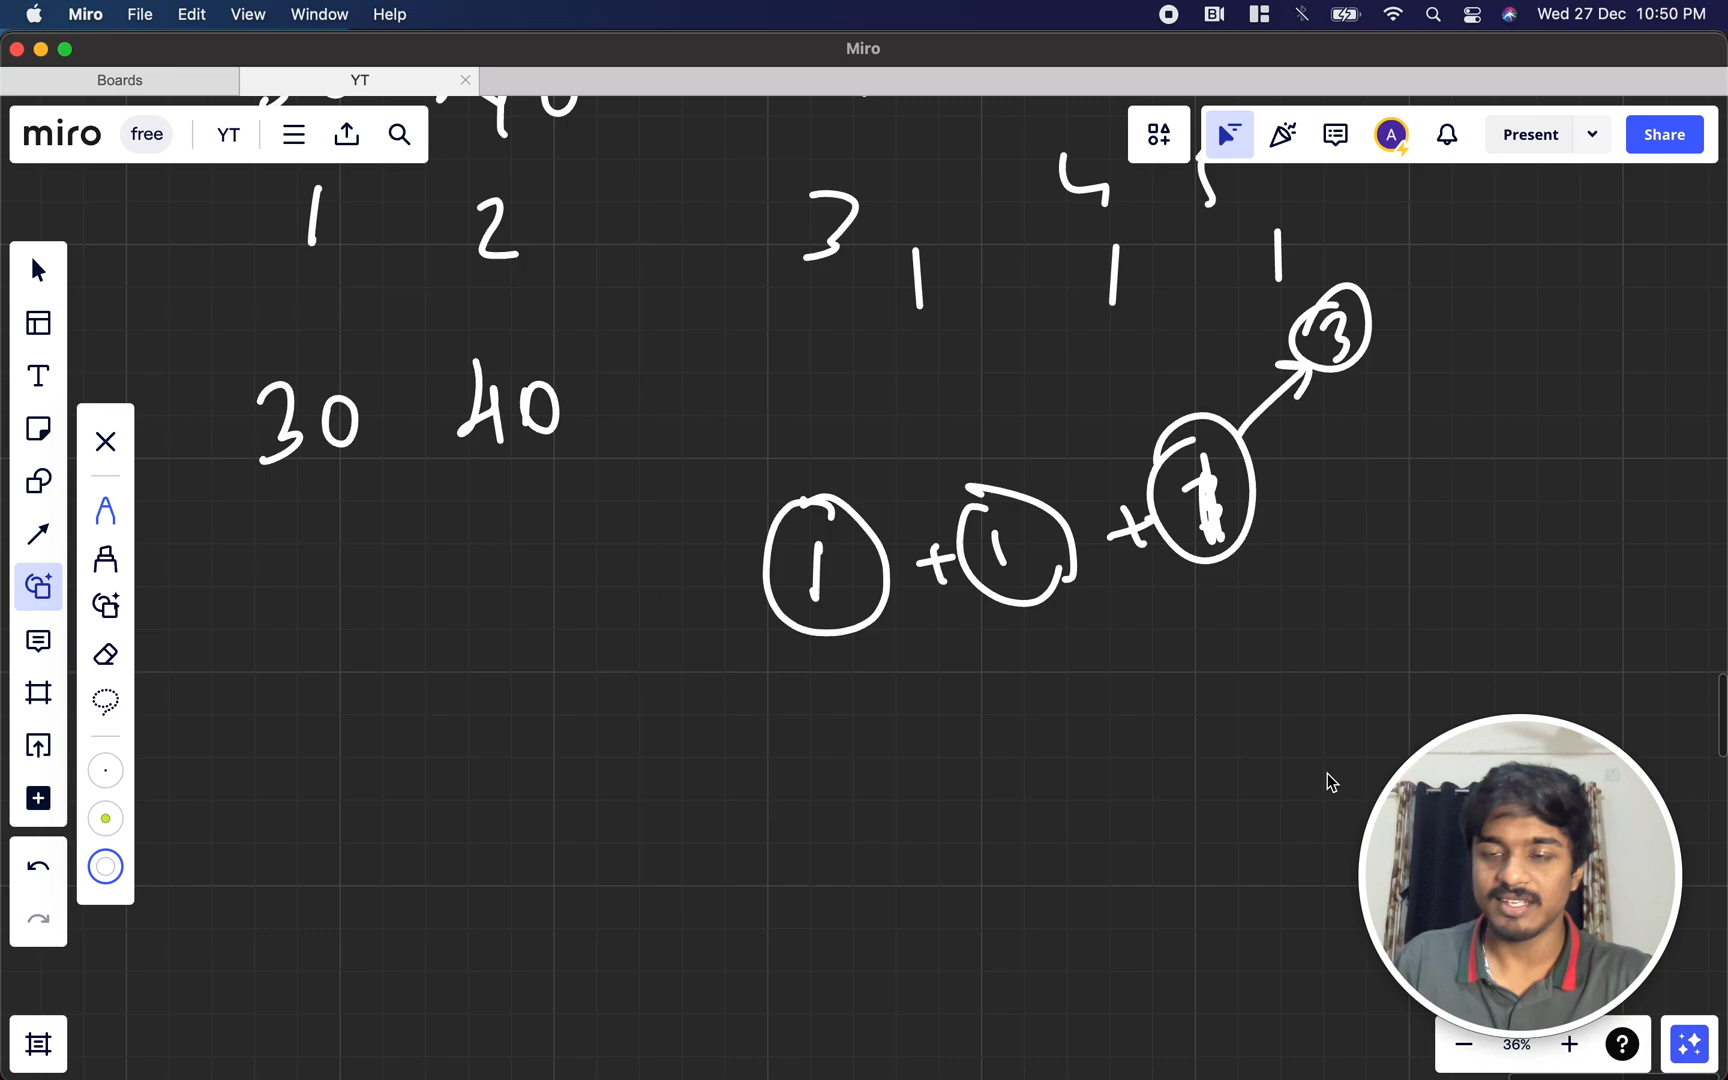 Miro File Edit View Window Help Wed 27 Dec 10:50 PM
Miro
Boards YT
miro free YT Present A Share
1 2 3 4 5
1 1 1
3
30 40
1 + 1 + 1
T
36%
?